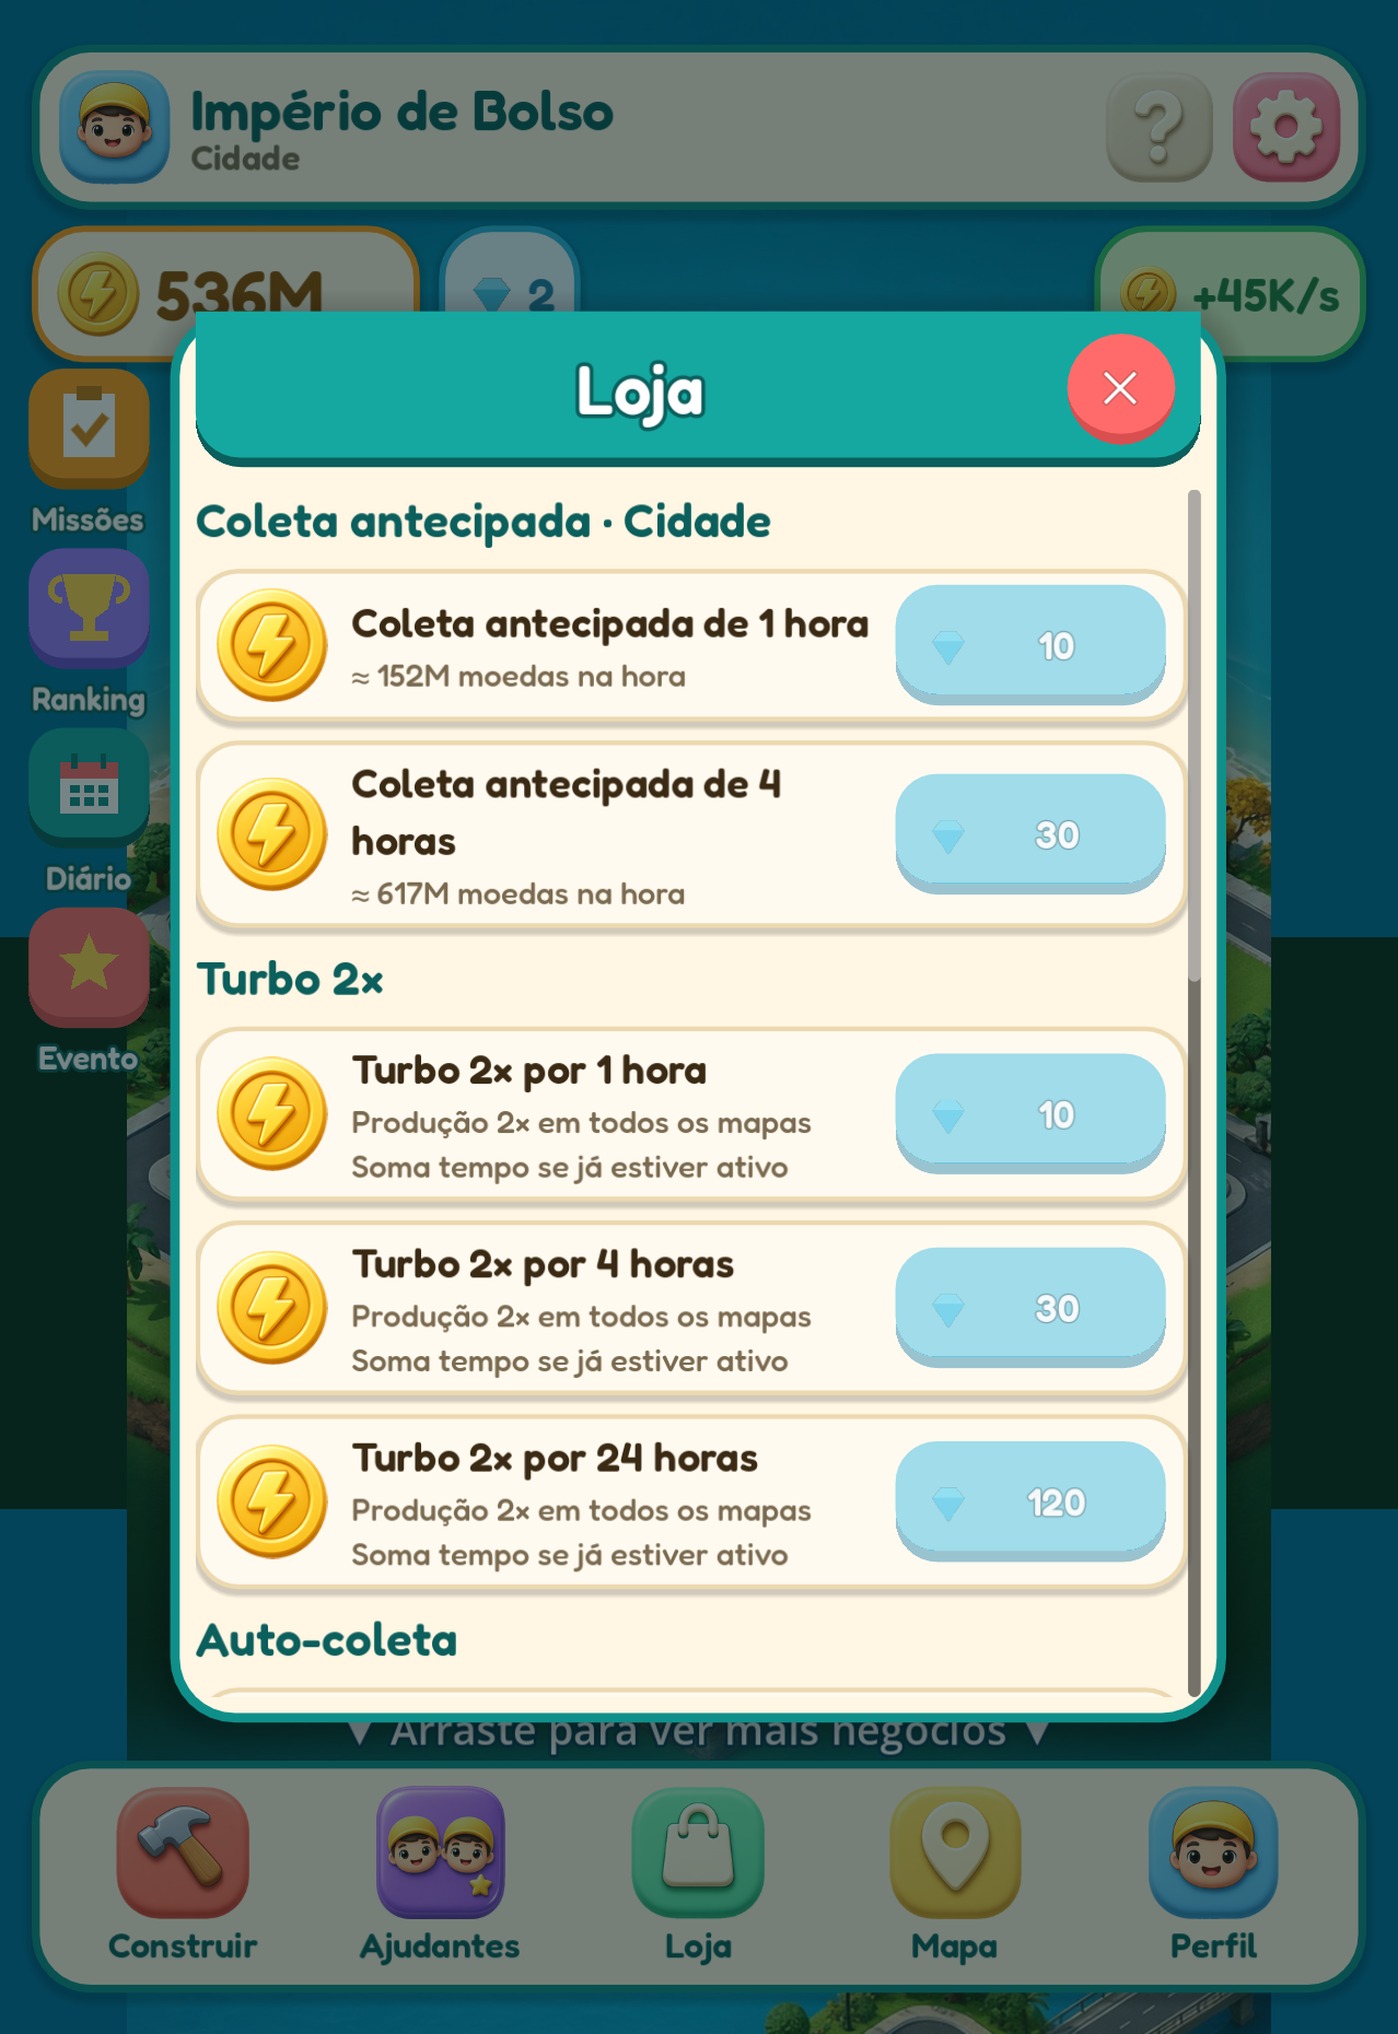 Império de Bolso
Cidade
536M
2
+45K/s
Loja
Missões
Ranking
Diário
Evento
Coleta antecipada · Cidade
Coleta antecipada de 1 hora
≈ 152M moedas na hora
10
Coleta antecipada de 4
horas
≈ 617M moedas na hora
30
Turbo 2x
Turbo 2x por 1 hora
Produção 2x em todos os mapas
Soma tempo se já estiver ativo
10
Turbo 2x por 4 horas
Produção 2x em todos os mapas
Soma tempo se já estiver ativo
30
Turbo 2x por 24 horas
Produção 2x em todos os mapas
Soma tempo se já estiver ativo
120
Auto-coleta
▼ Arraste para ver mais negócios ▼
Construir
Ajudantes
Loja
Mapa
Perfil